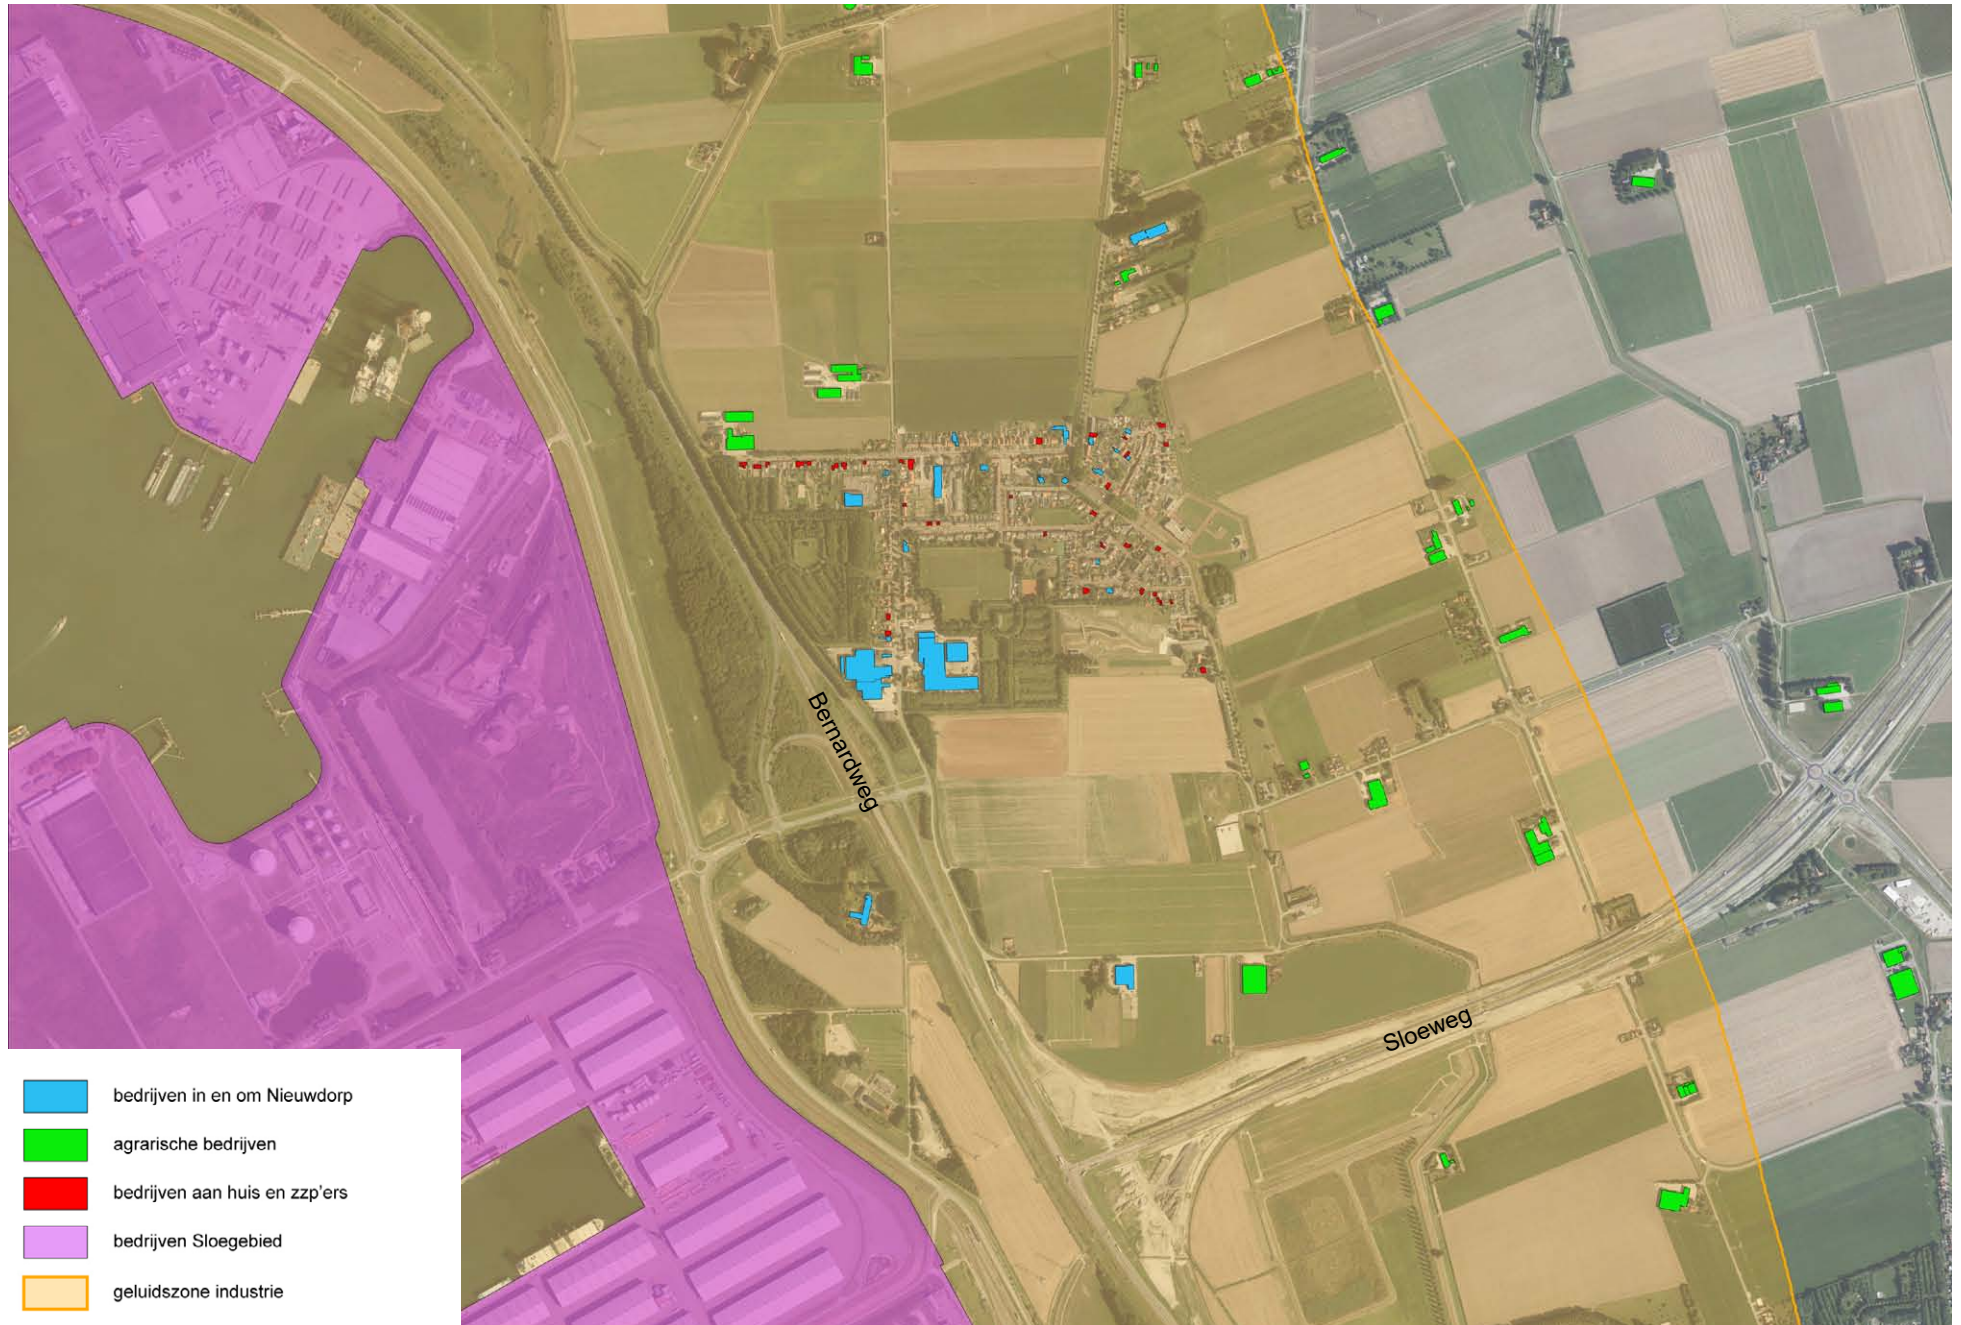 Bernardweg
Sloeweg
bedrijven in en om Nieuwdorp
agrarische bedrijven
bedrijven aan huis en zzp'ers
bedrijven Sloegebied
geluidszone industrie